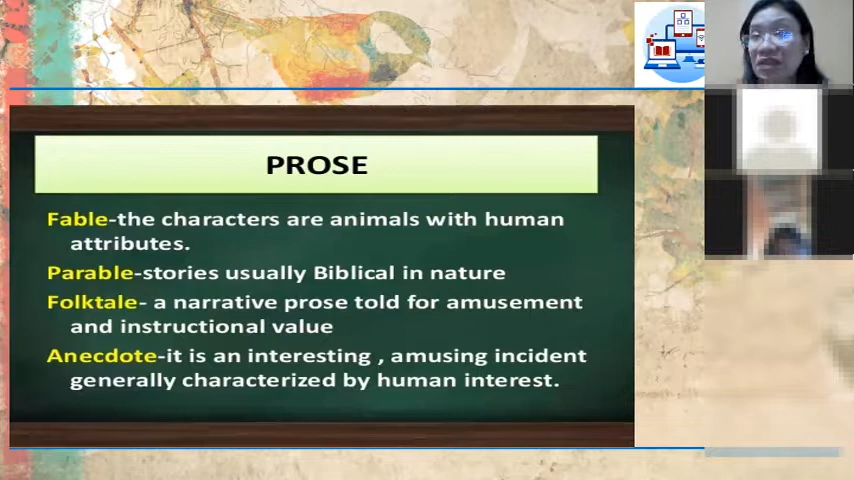 PROSE
Fable-the characters are animals with human
attributes.
Parable-stories usually Biblical in nature
Folktale- a narrative prose told for amusement
and instructional value
Anecdote-it is an interesting , amusing incident
generally characterized by human interest.